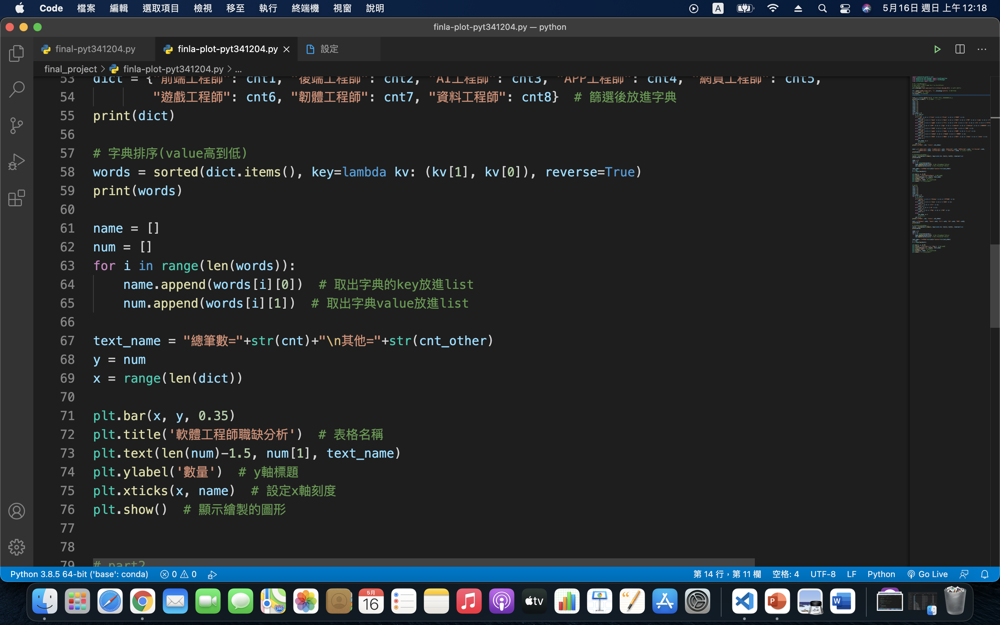 Code 檔案 編輯 選取項目 檢視 移至 執行 終端機 視窗 說明 A 5月16日 週日 上午12:18
finla-plot-pyt341204.py — python
final-pyt341204.py finla-plot-pyt341204.py 設定
final_project > finla-plot-pyt341204.py > ...
53 dict = {"前端工程師": cnt1, "後端工程師": cnt2, "AI工程師": cnt3, "APP工程師": cnt4, "網頁工程師": cnt5,
54 "遊戲工程師": cnt6, "韌體工程師": cnt7, "資料工程師": cnt8} # 篩選後放進字典
55 print(dict)
56
57 # 字典排序(value高到低)
58 words = sorted(dict.items(), key=lambda kv: (kv[1], kv[0]), reverse=True)
59 print(words)
60
61 name = []
62 num = []
63 for i in range(len(words)):
64 name.append(words[i][0]) # 取出字典的key放進list
65 num.append(words[i][1]) # 取出字典value放進list
66
67 text_name = "總筆數="+str(cnt)+"\n其他="+str(cnt_other)
68 y = num
69 x = range(len(dict))
70
71 plt.bar(x, y, 0.35)
72 plt.title('軟體工程師職缺分析') # 表格名稱
73 plt.text(len(num)-1.5, num[1], text_name)
74 plt.ylabel('數量') # y軸標題
75 plt.xticks(x, name) # 設定x軸刻度
76 plt.show() # 顯示繪製的圖形
77
78
79 # part2
Python 3.8.5 64-bit ('base': conda) 0 0 第 14 行，第 11 欄 空格: 4 UTF-8 LF Python Go Live
5月
16
280
tv
P
W